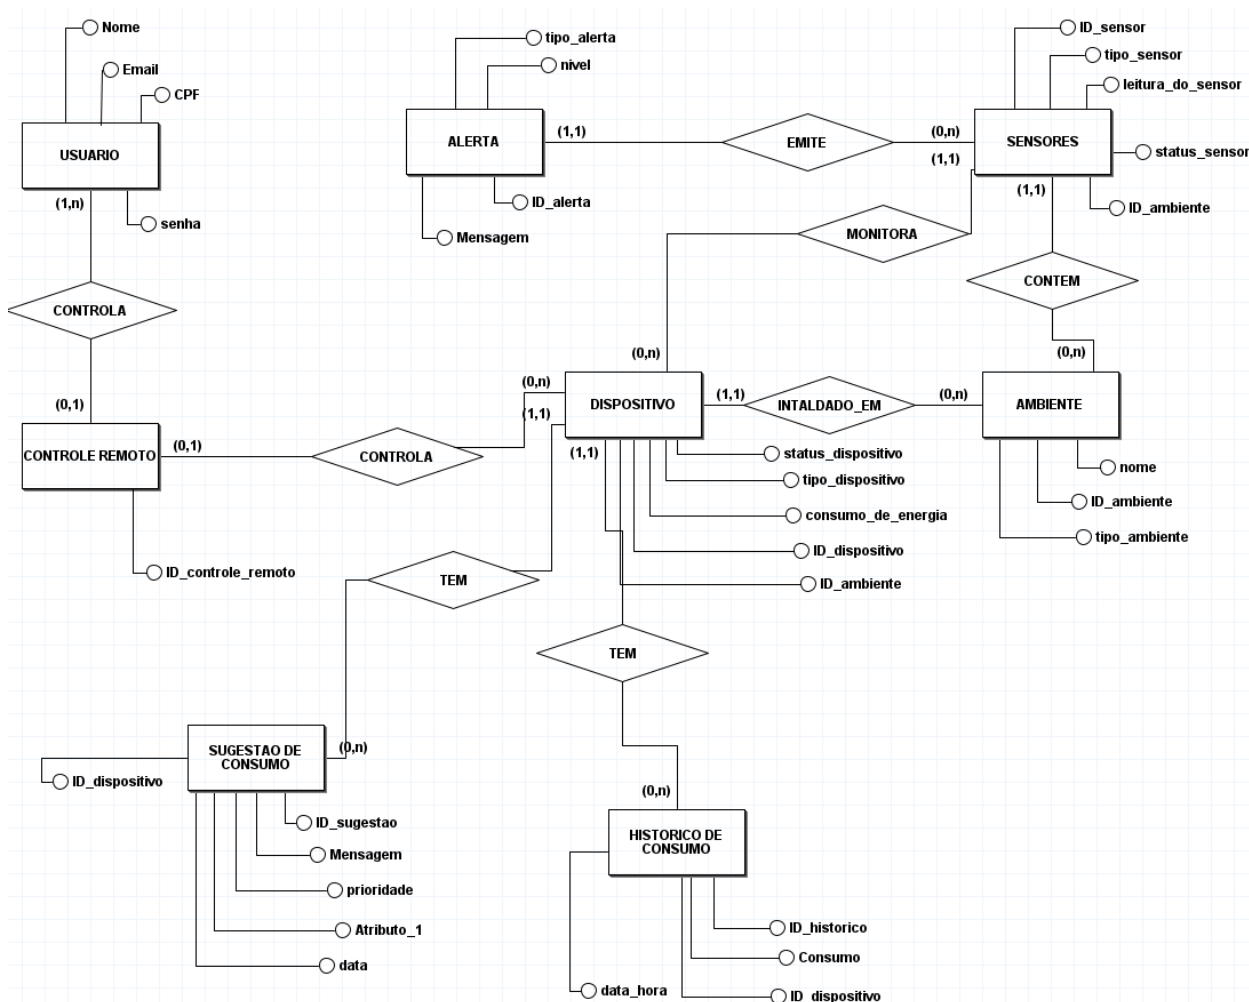 Nome
Email
CPF
USUARIO
(1,n)
senha
CONTROLA
(0,1)
CONTROLE REMOTO
(0,1)
ID_controle_remoto
tipo_alerta
nivel
ALERTA
(1,1)
ID_alerta
Mensagem
EMITE
(0,n)
ID_sensor
tipo_sensor
leitura_do_sensor
SENSORES
status_sensor
(1,1)
(1,1)
ID_ambiente
MONITORA
CONTEM
(0,n)
(0,n)
(0,n)
(1,1)
DISPOSITIVO
(1,1)
INTALDADO_EM
(0,n)
AMBIENTE
CONTROLA
(1,1)
status_dispositivo
tipo_dispositivo
consumo_de_energia
ID_dispositivo
ID_ambiente
nome
ID_ambiente
tipo_ambiente
TEM
TEM
SUGESTAO DE
CONSUMO
(0,n)
ID_dispositivo
ID_sugestao
Mensagem
prioridade
Atributo_1
data
(0,n)
HISTORICO DE
CONSUMO
ID_historico
Consumo
data_hora
ID_dispositivo